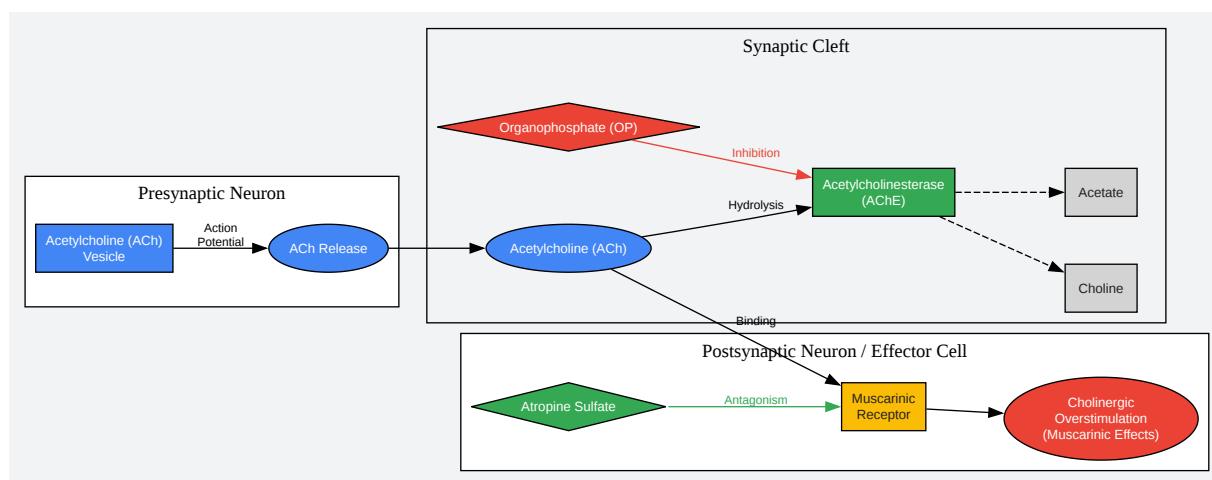 Synaptic Cleft
Organophosphate (OP)
Inhibition
Acetylcholinesterase
(AChE)
Acetate
Presynaptic Neuron
Acetylcholine (ACh)
Vesicle
Action
Potential
ACh Release
Acetylcholine (ACh)
Hydrolysis
Choline
Binding
Postsynaptic Neuron / Effector Cell
Atropine Sulfate
Antagonism
Muscarinic
Receptor
Cholinergic
Overstimulation
(Muscarinic Effects)